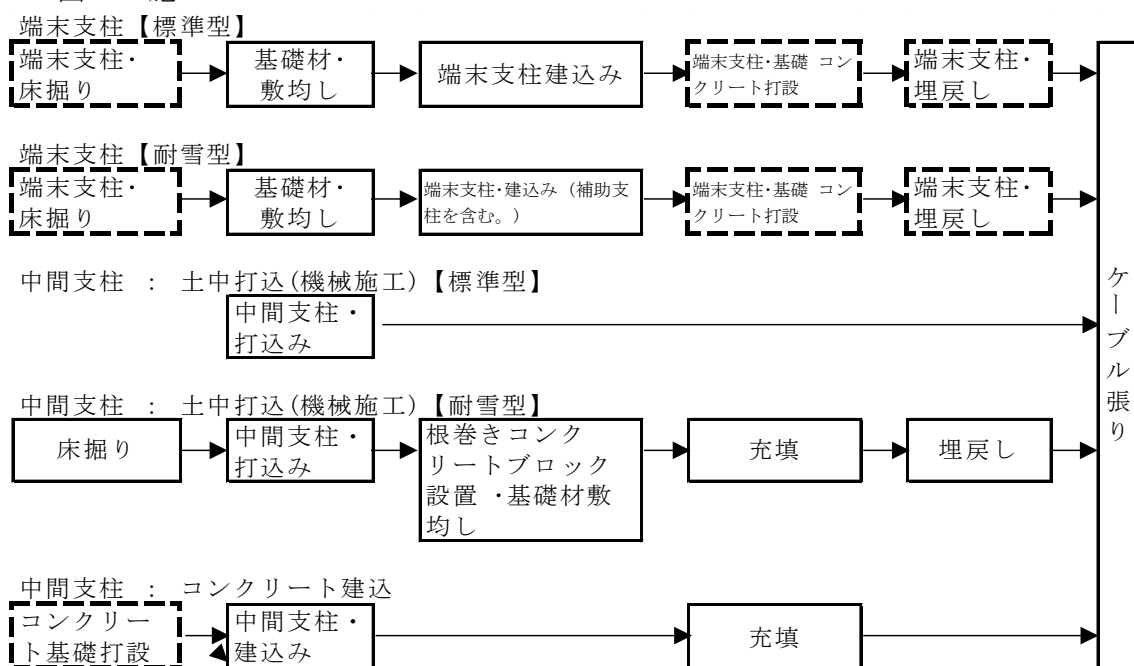 端末支柱【標準型】
端末支柱・
床掘り
基礎材・
敷均し
端末支柱建込み
端末支柱・基礎 コン
クリート打設
端末支柱・
埋戻し
端末支柱【耐雪型】
端末支柱・
床掘り
基礎材・
敷均し
端末支柱・建込み（補助支
柱を含む。）
端末支柱・基礎 コン
クリート打設
端末支柱・
埋戻し
中間支柱 : 土中打込(機械施工)【標準型】
中間支柱・
打込み
中間支柱 : 土中打込(機械施工)【耐雪型】
床掘り
中間支柱・
打込み
根巻きコンク
リートブロック
設置 ・基礎材敷
均し
充填
埋戻し
中間支柱 : コンクリート建込
コンクリー
ト基礎打設
中間支柱・
建込み
充填
ケーブル張り